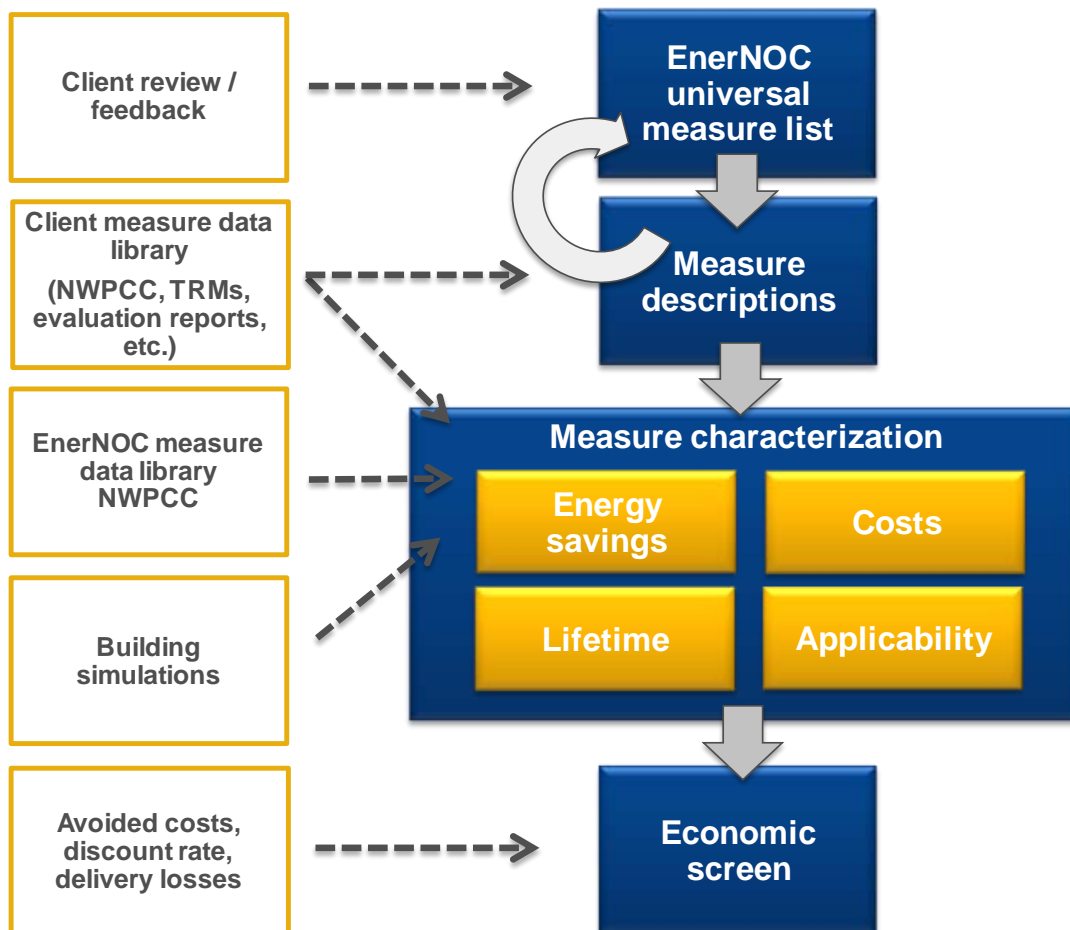 Client review /
feedback
EnerNOC
universal
measure list
Client measure data
library
(NWPCC, TRMs,
evaluation reports,
etc.)
Measure
descriptions
EnerNOC measure
data library
NWPCC
Measure characterization
Energy
savings
Costs
Lifetime
Applicability
Building
simulations
Avoided costs,
discount rate,
delivery losses
Economic
screen